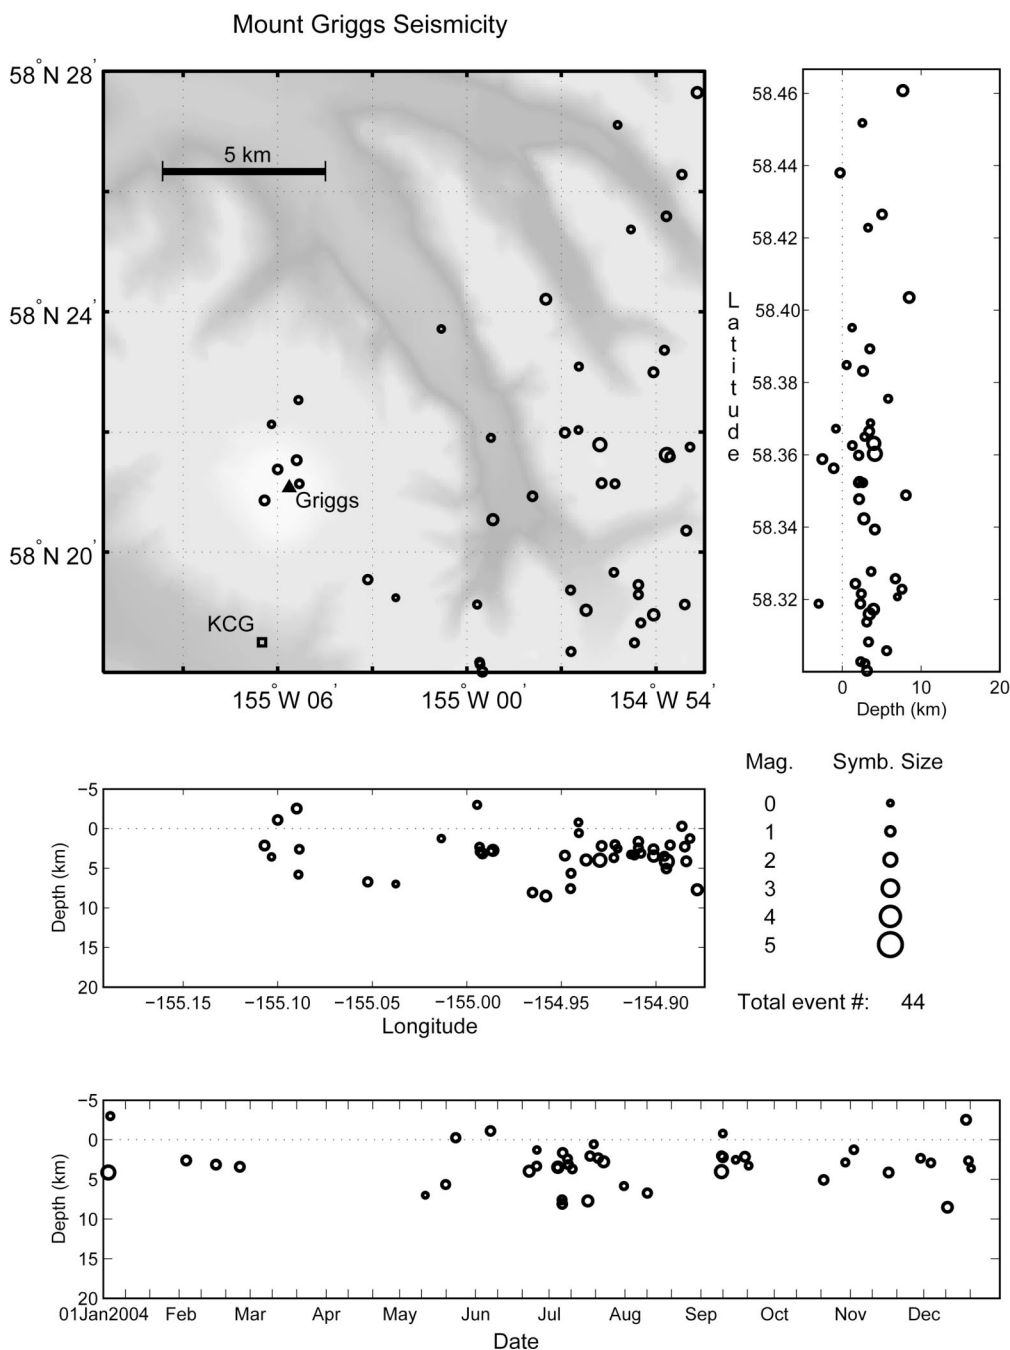 Mount Griggs Seismicity
58°N 28'
5 km
58°N 24'
Griggs
58°N 20'
KCG
155°W 06' 155°W 00' 154°W 54'
58.46
58.44
58.42
58.40
58.38
58.36
58.34
58.32
Latitude
0 10 20
Depth (km)
−5
0
5
10
15
20
Depth (km)
−155.15 −155.10 −155.05 −155.00 −154.95 −154.90
Longitude
Mag. Symb. Size
0
1
2
3
4
5
Total event #: 44
−5
0
5
10
15
20
Depth (km)
01Jan2004 Feb Mar Apr May Jun Jul Aug Sep Oct Nov Dec
Date